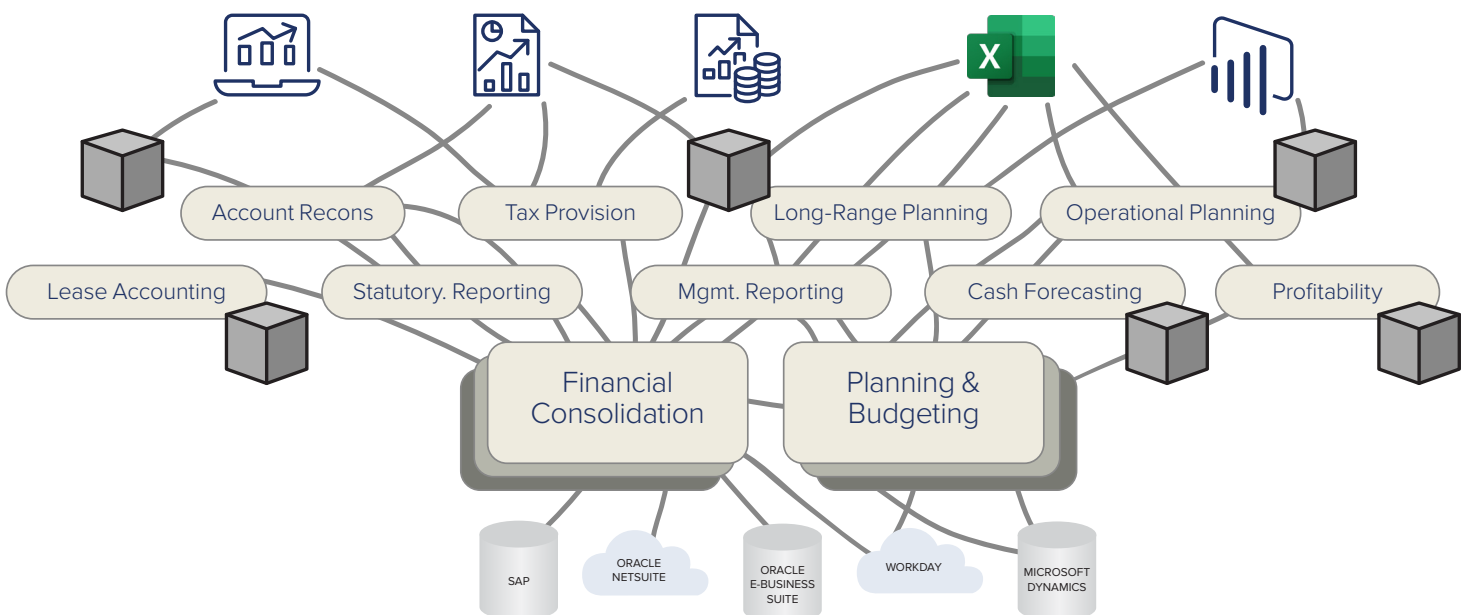 X
Account Recons
Tax Provision
Long-Range Planning
Operational Planning
Lease Accounting
Statutory. Reporting
Mgmt. Reporting
Cash Forecasting
Profitability
Financial
Consolidation
Planning &
Budgeting
SAP
ORACLE
NETSUITE
ORACLE
E-BUSINESS
SUITE
WORKDAY
MICROSOFT
DYNAMICS